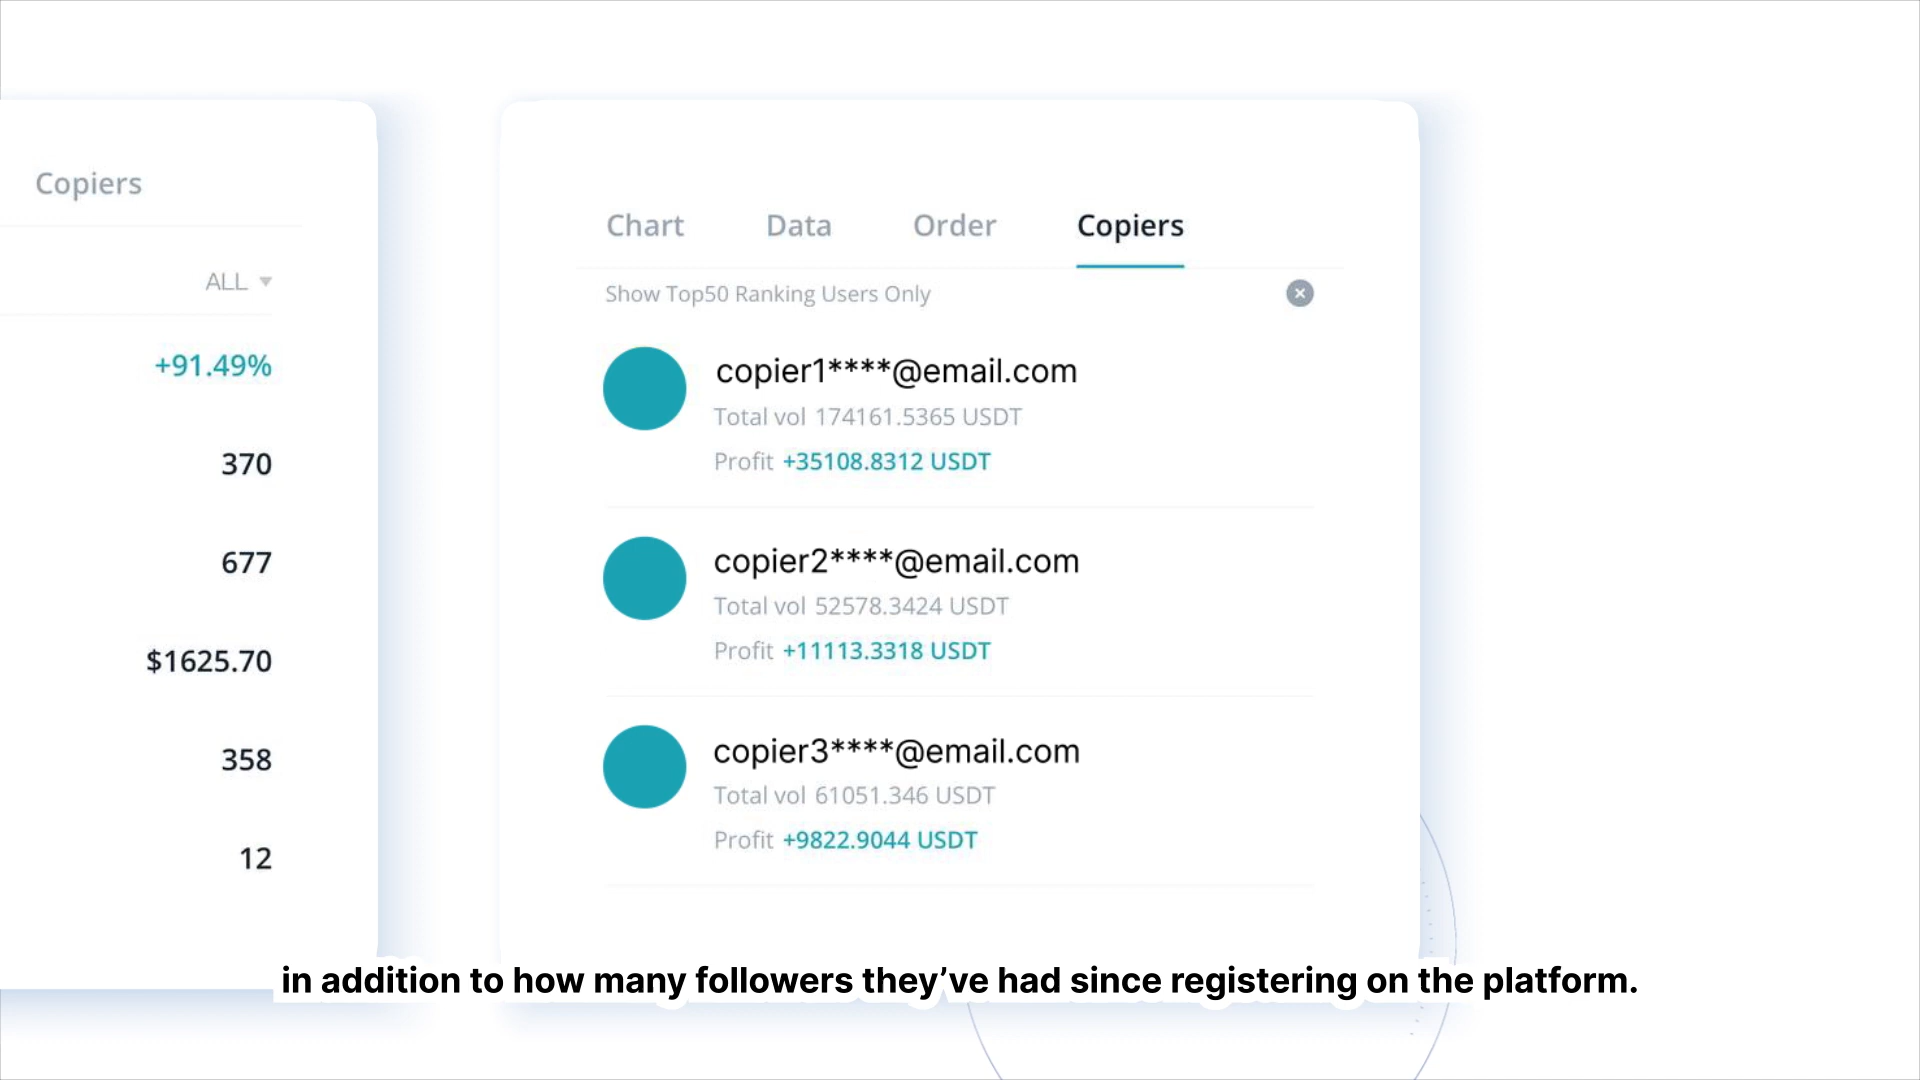 Copiers
ALL
+91.49%
370
677
$1625.70
358
12
Chart Data Order Copiers
Show Top50 Ranking Users Only
copier1****@email.com
Total vol 174161.5365 USDT
Profit +35108.8312 USDT
copier2****@email.com
Total vol 52578.3424 USDT
Profit +11113.3318 USDT
copier3****@email.com
Total vol 61051.346 USDT
Profit +9822.9044 USDT
in addition to how many followers they’ve had since registering on the platform.